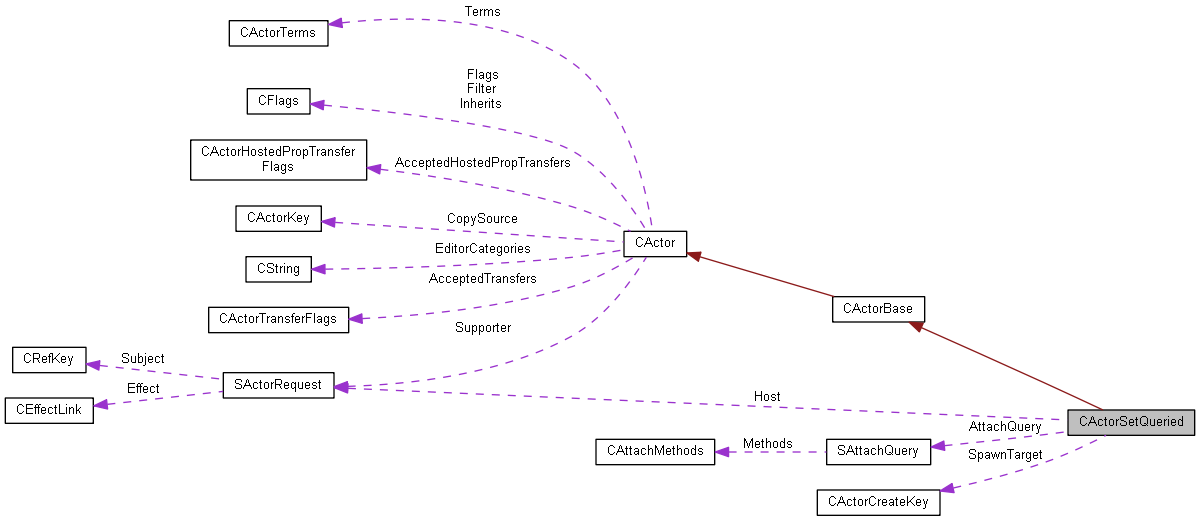 Terms
CActorTerms
Flags
Filter
Inherits
CFlags
CActorHostedPropTransfer
Flags
AcceptedHostedPropTransfers
CActorKey
CopySource
CActor
EditorCategories
CString
AcceptedTransfers
CActorBase
CActorTransferFlags
Supporter
CRefKey
Subject
SActorRequest
Effect
CEffectLink
Host
CActorSetQueried
AttachQuery
CAttachMethods
Methods
SAttachQuery
SpawnTarget
CActorCreateKey